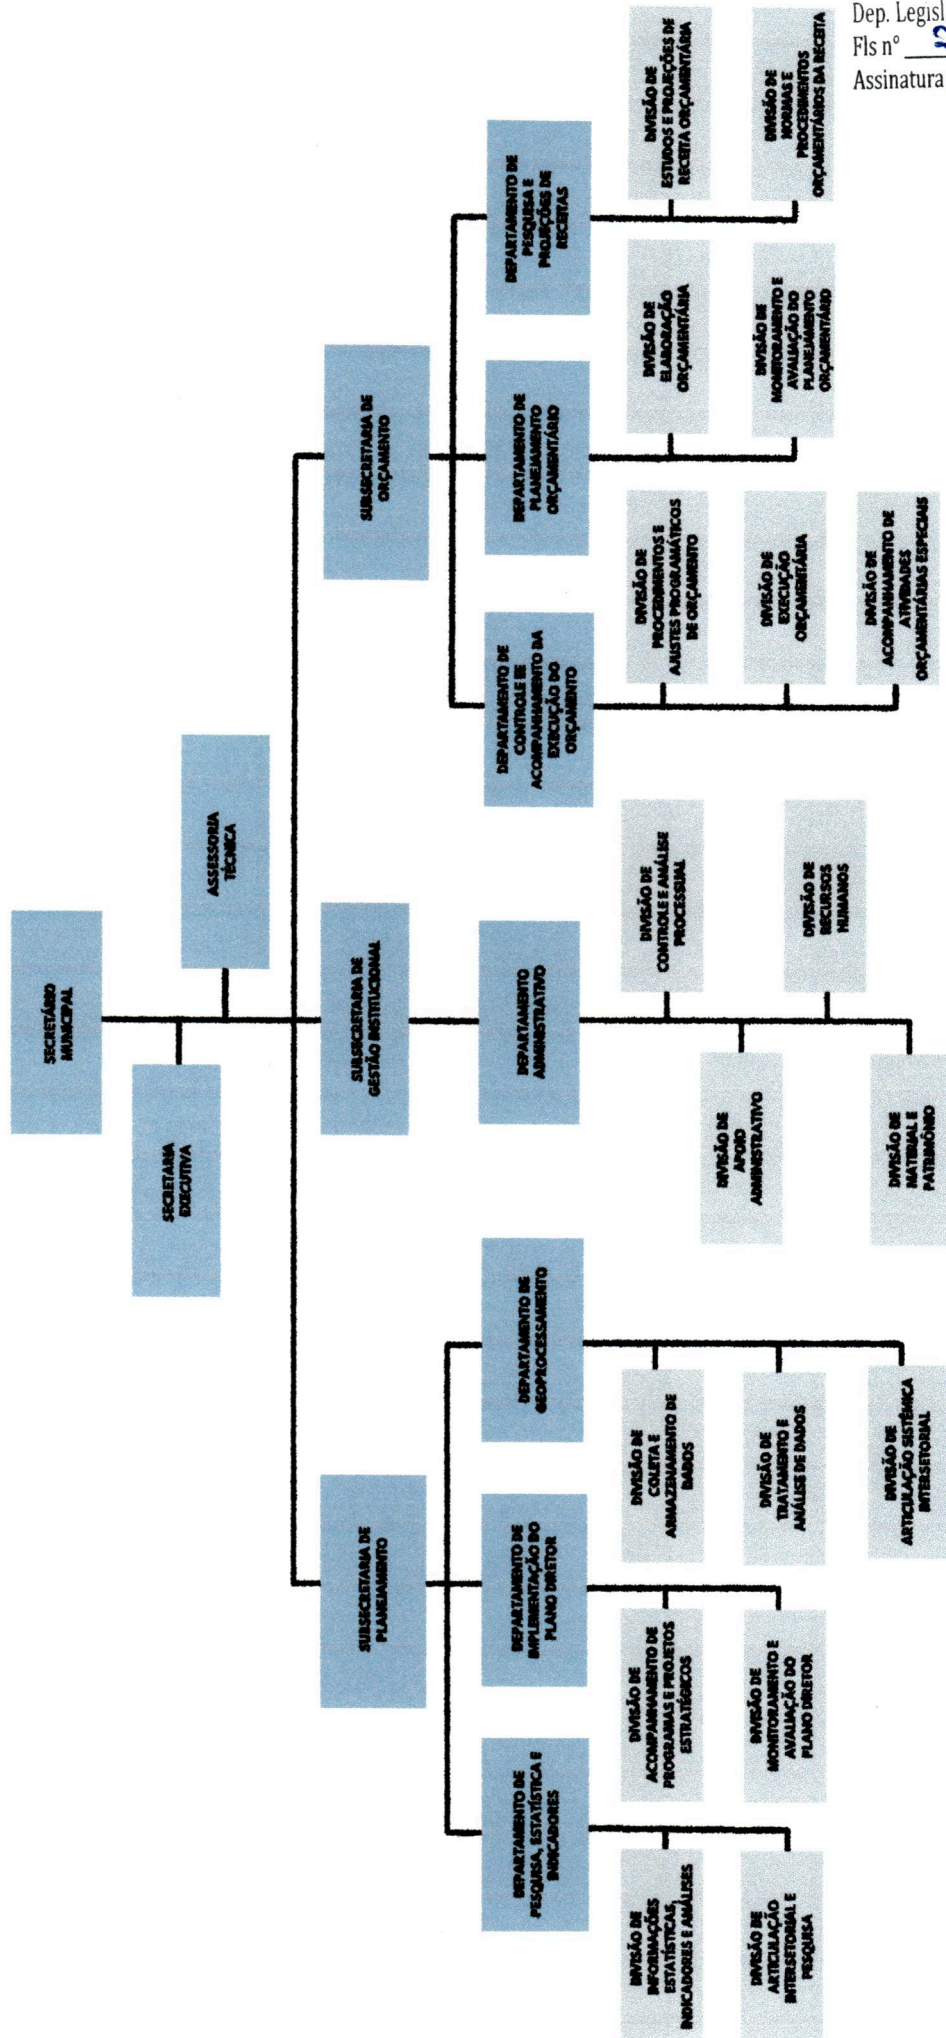 Dep. Legisl
Fls nº
Assinatura
SECRETÁRIO
MUNICIPAL
SECRETARIA
EXECUTIVA
ASSESSORIA
TÉCNICA
SUBSECRETARIA DE
PLANEJAMENTO
SUBSECRETARIA DE
GESTÃO INSTITUCIONAL
SUBSECRETARIA DE
ORÇAMENTO
DEPARTAMENTO DE
PESQUISA, ESTATÍSTICA E
INDICADORES
DEPARTAMENTO DE
IMPLEMENTAÇÃO DO
PLANO DIRETOR
DEPARTAMENTO DE
GEOPROCESSAMENTO
DEPARTAMENTO
ADMINISTRATIVO
DEPARTAMENTO DE
CONTROLE E
ACOMPANHAMENTO DA
EXECUÇÃO DO
ORÇAMENTO
DEPARTAMENTO DE
PLANEJAMENTO
ORÇAMENTÁRIO
DEPARTAMENTO DE
PESQUISA E
PROJEÇÕES DE
RECEITAS
DIVISÃO DE
INFORMAÇÕES
ESTATÍSTICAS,
INDICADORES E ANÁLISES
DIVISÃO DE
ARTICULAÇÃO
INTERSETORIAL E
PESQUISA
DIVISÃO DE
ACOMPANHAMENTO DE
PROGRAMAS E PROJETOS
ESTRATÉGICOS
DIVISÃO DE
MONITORAMENTO E
AVALIAÇÃO DO
PLANO DIRETOR
DIVISÃO DE
COLETA E
ARMAZENAMENTO DE
DADOS
DIVISÃO DE
TRATAMENTO E
ANÁLISE DE DADOS
DIVISÃO DE
ARTICULAÇÃO SISTÊMICA
INTERSETORIAL
DIVISÃO DE
CONTROLE E ANÁLISE
PROCESSUAL
DIVISÃO DE
APOIO
ADMINISTRATIVO
DIVISÃO DE
RECURSOS
HUMANOS
DIVISÃO DE
MATERIAL E
PATRIMÔNIO
DIVISÃO DE
PROCEDIMENTOS E
AJUSTES PROGRAMÁTICOS
DE ORÇAMENTO
DIVISÃO DE
EXECUÇÃO
ORÇAMENTÁRIA
DIVISÃO DE
ACOMPANHAMENTO DE
ATIVIDADES
ORÇAMENTÁRIAS ESPECIAIS
DIVISÃO DE
ELABORAÇÃO
ORÇAMENTÁRIA
DIVISÃO DE
MONITORAMENTO E
AVALIAÇÃO DO
PLANEJAMENTO
ORÇAMENTÁRIO
DIVISÃO DE
ESTUDOS E PROJEÇÕES DE
RECEITA ORÇAMENTÁRIA
DIVISÃO DE
NORMAS E
PROCEDIMENTOS
ORÇAMENTÁRIOS DA RECEITA